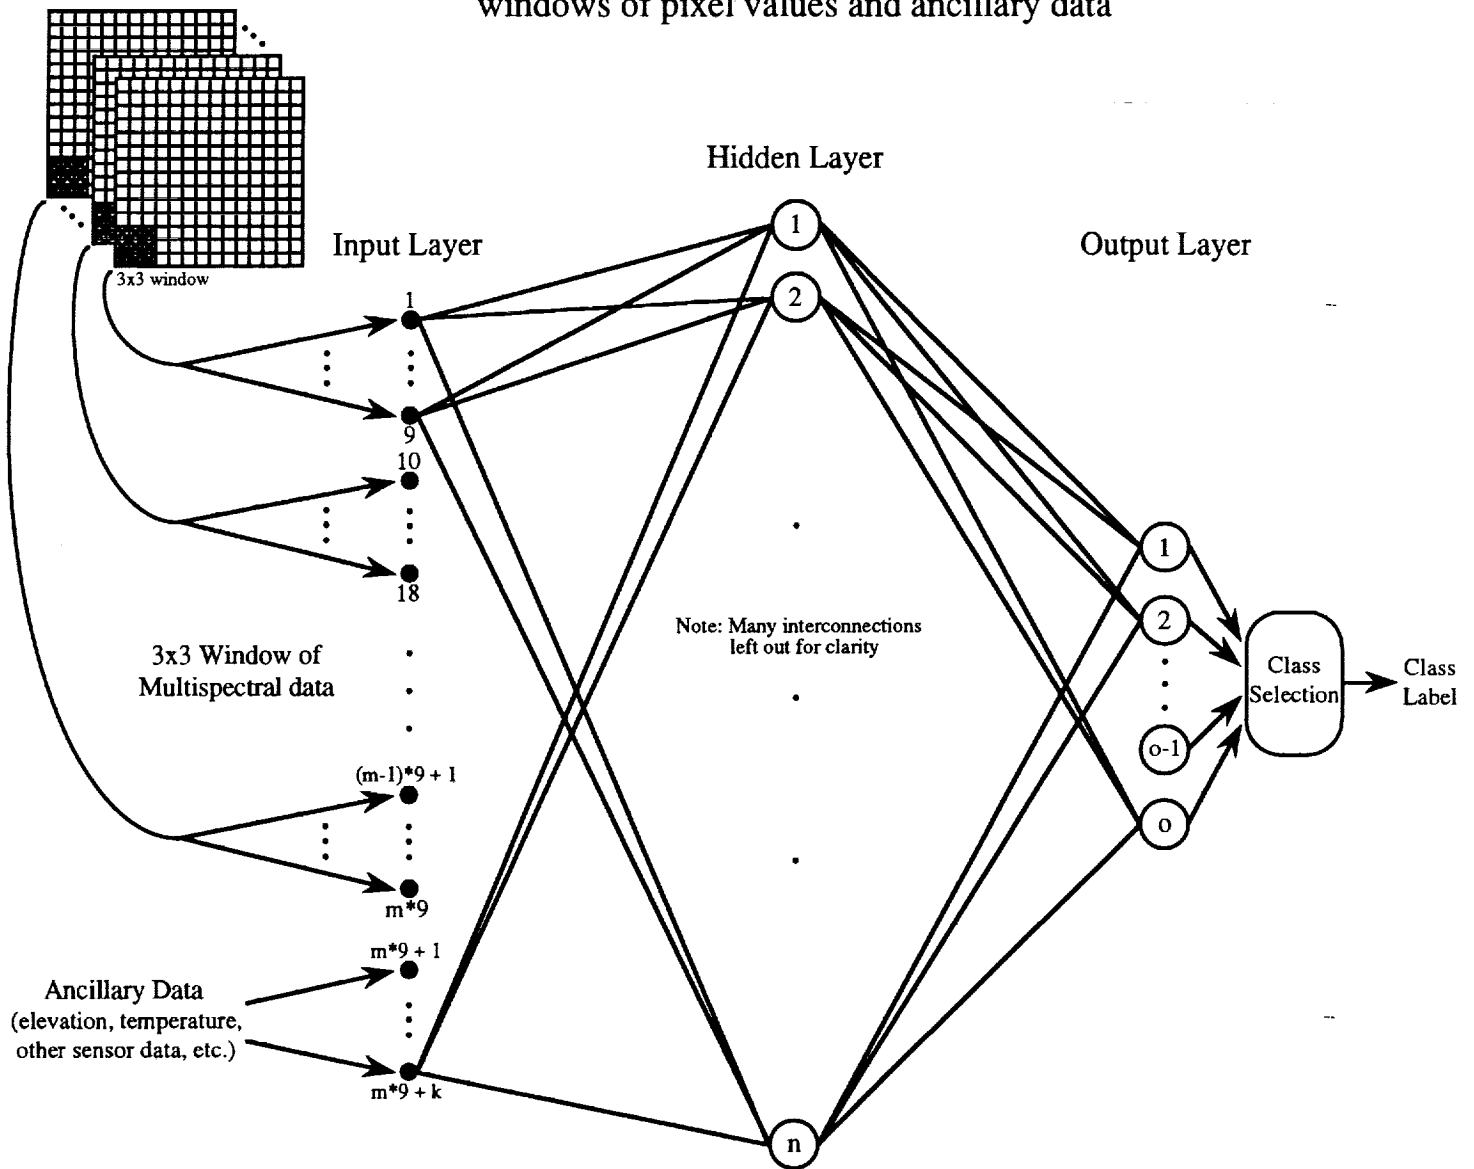 windows of pixel values and ancillary data
Hidden Layer
Input Layer
Output Layer
3x3 window
1
9
10
18
3x3 Window of
Multispectral data
(m-1)*9 + 1
m*9
m*9 + 1
Ancillary Data
(elevation, temperature,
other sensor data, etc.)
m*9 + k
1
2
Note: Many interconnections
left out for clarity
n
1
2
o-1
o
Class
Selection
Class
Label